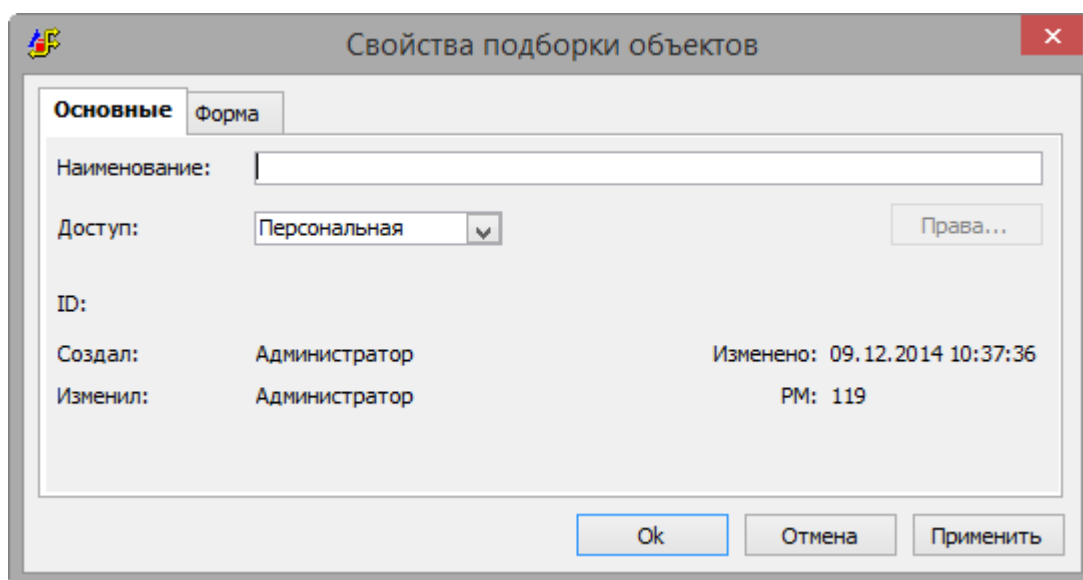 Свойства подборки объектов
Основные Форма
Наименование:
Доступ: Персональная Права...
ID:
Создал: Администратор Изменено: 09.12.2014 10:37:36
Изменил: Администратор РМ: 119
Ok Отмена Применить